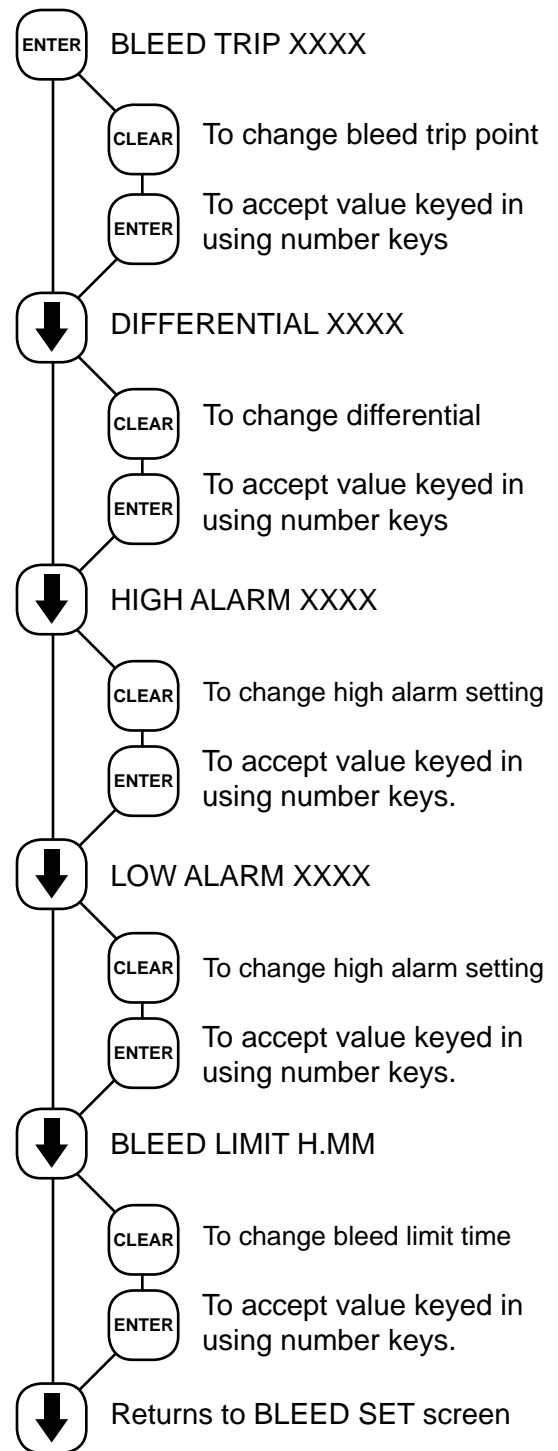 ENTER BLEED TRIP XXXX
CLEAR To change bleed trip point
ENTER To accept value keyed in
using number keys
DIFFERENTIAL XXXX
CLEAR To change differential
ENTER To accept value keyed in
using number keys
HIGH ALARM XXXX
CLEAR To change high alarm setting
ENTER To accept value keyed in
using number keys.
LOW ALARM XXXX
CLEAR To change high alarm setting
ENTER To accept value keyed in
using number keys.
BLEED LIMIT H.MM
CLEAR To change bleed limit time
ENTER To accept value keyed in
using number keys.
Returns to BLEED SET screen